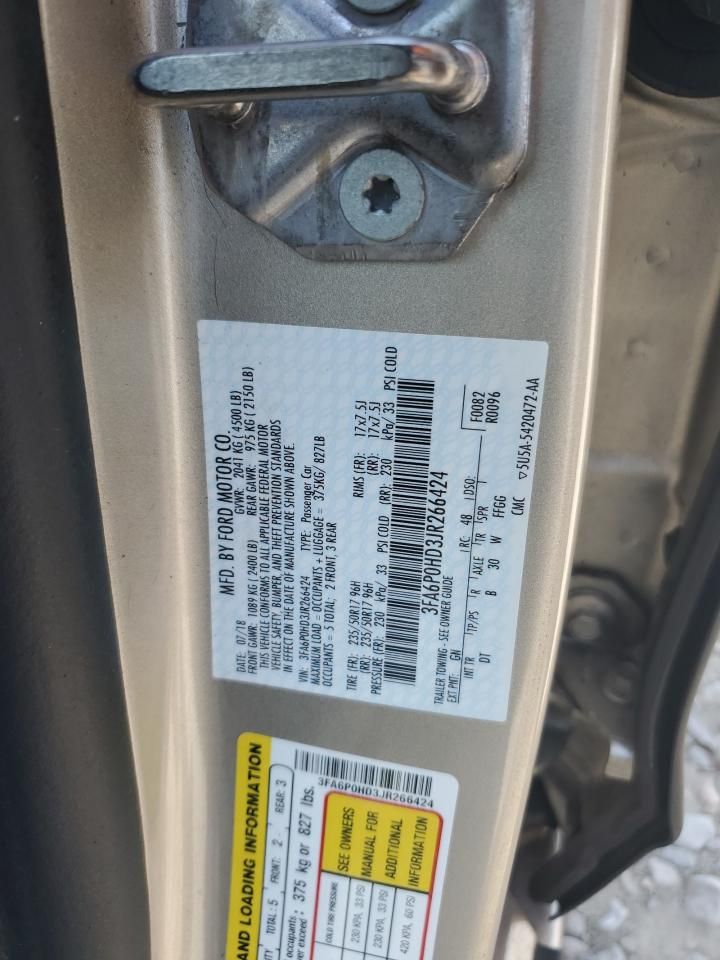 MFD. BY FORD MOTOR CO.
DATE: 07/18 GVWR: 2041 KG ( 4500 LB)
FRONT GAWR: 1089 KG ( 2400 LB) REAR GAWR: 975 KG ( 2150 LB)
THIS VEHICLE CONFORMS TO ALL APPLICABLE FEDERAL MOTOR
VEHICLE SAFETY, BUMPER, AND THEFT PREVENTION STANDARDS
IN EFFECT ON THE DATE OF MANUFACTURE SHOWN ABOVE.
VIN: 3FA6P0HD3JR266424 TYPE: Passenger Car
MAXIMUM LOAD = OCCUPANTS + LUGGAGE = 375KG/ 827LB
OCCUPANTS = 5 TOTAL; 2 FRONT, 3 REAR
TIRE (FR): 235/50R17 96H RIMS (FR): 17x7.5J
(RR): 235/50R17 96H (RR): 17x7.5J
PRESSURE (FR): 230 kPa/ 33 PSI COLD (RR): 230 kPa/ 33 PSI COLD
3FA6P0HD3JR266424
TRAILER TOWING - SEE OWNER GUIDE
EXT PNT: GN RC: 48 DSO: F0082
INT TR TP/PS R AXLE TR SPR R0096
DT B 30 W FFGG
CMC ▽5U5A-5420472-AA
AND LOADING INFORMATION
TOTAL: 5 FRONT: 2 REAR: 3
occupants: 375 kg or 827 lbs.
3FA6P0HD3JR266424
COLD TIRE PRESSURE SEE OWNERS
230 KPA, 33 PSI MANUAL FOR
230 KPA, 33 PSI ADDITIONAL
420 KPA, 60 PSI INFORMATION